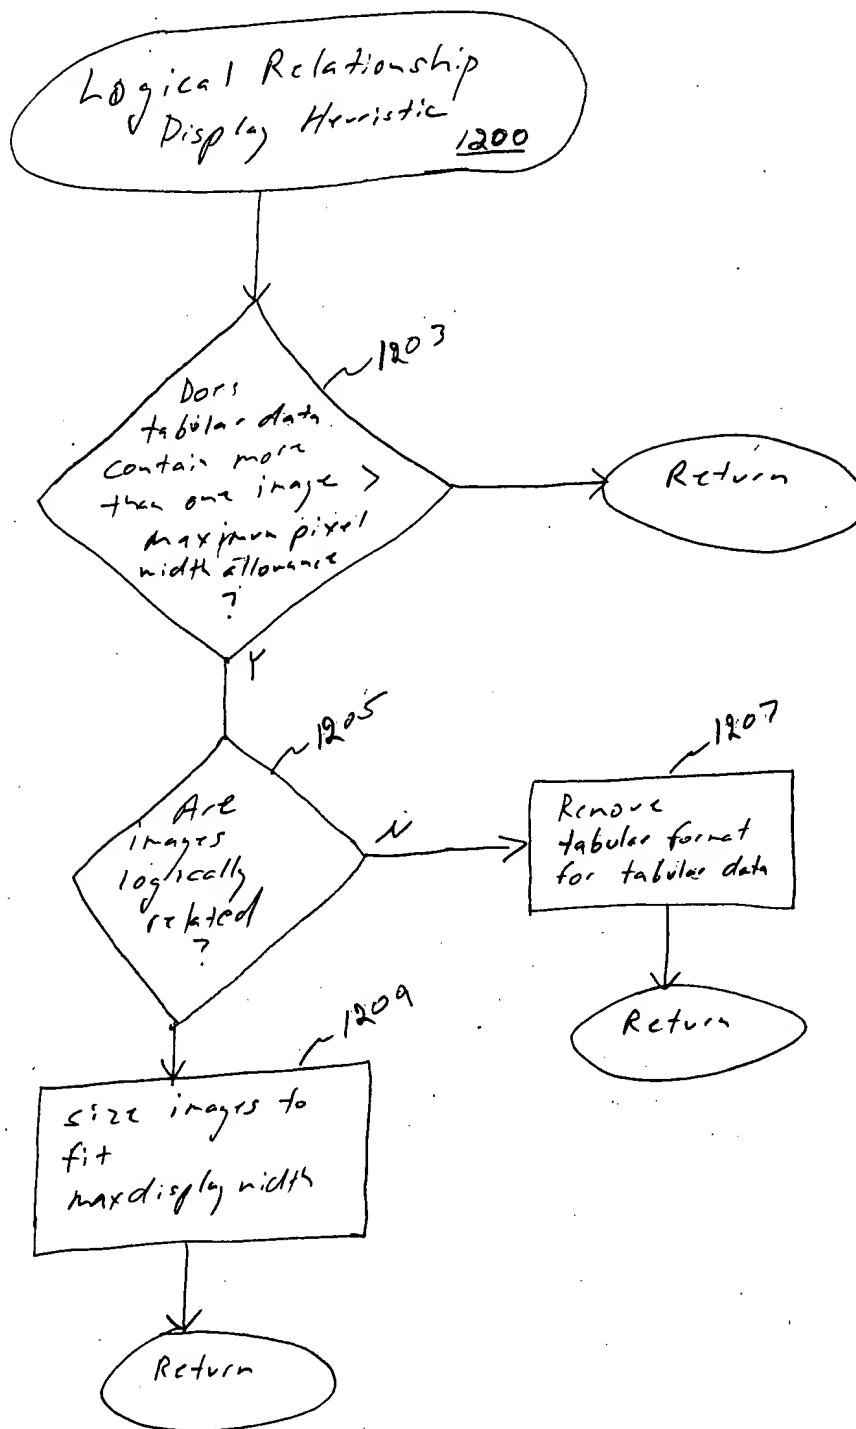 Logical Relationship
Display Heuristic
1200
1203
Does
tabular data
contain more
than one image >
maximum pixel
width allowance
?
Return
Y
1205
Are
images
logically
related
?
N
1207
Remove
tabular format
for tabular data
Return
1209
size images to
fit
max display width
Return